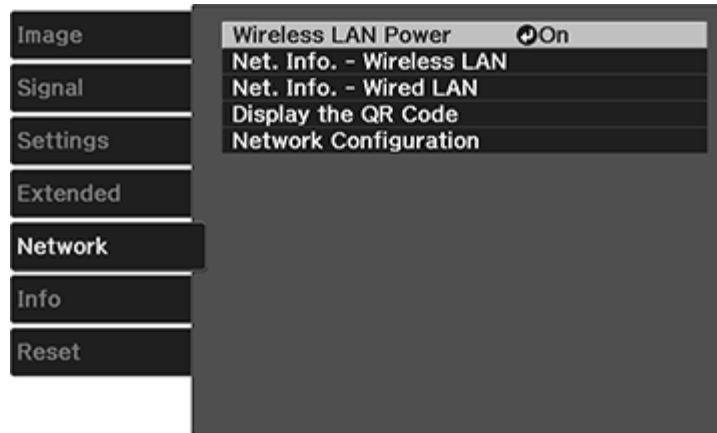 Image
Signal
Settings
Extended
Network
Info
Reset
Wireless LAN Power On
Net. Info. - Wireless LAN
Net. Info. - Wired LAN
Display the QR Code
Network Configuration